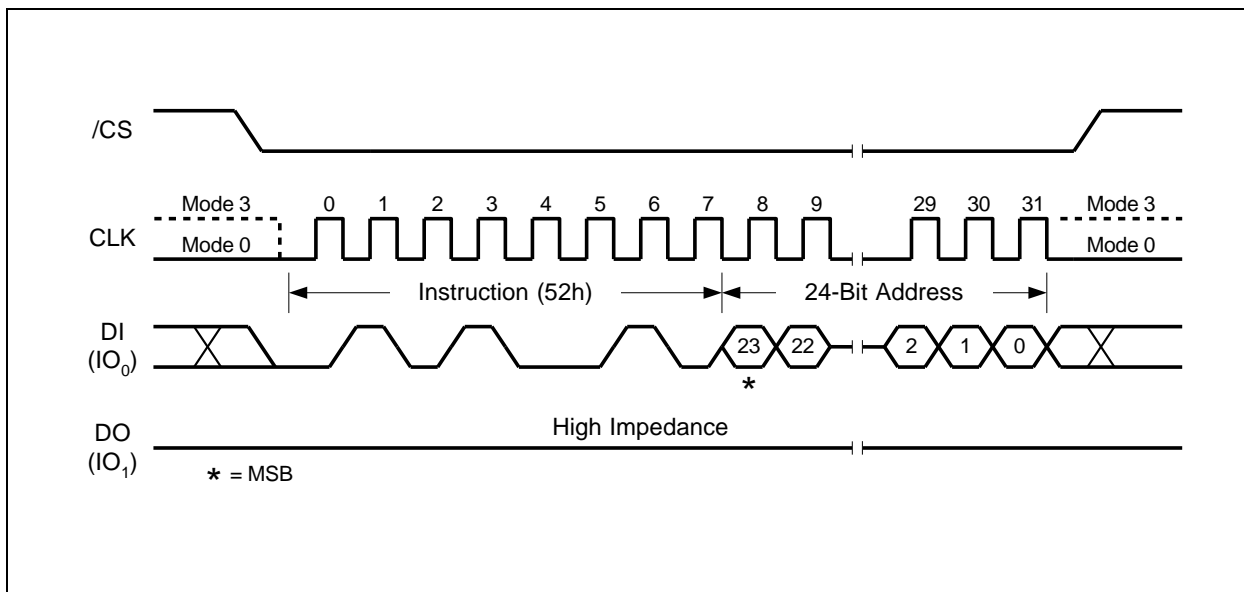 /CS
Mode 3 0 1 2 3 4 5 6 7 8 9 29 30 31 Mode 3
CLK Mode 0 Mode 0
Instruction (52h) 24-Bit Address
DI
(IO₀) 23 22 2 1 0
*
High Impedance
DO
(IO₁)
* = MSB